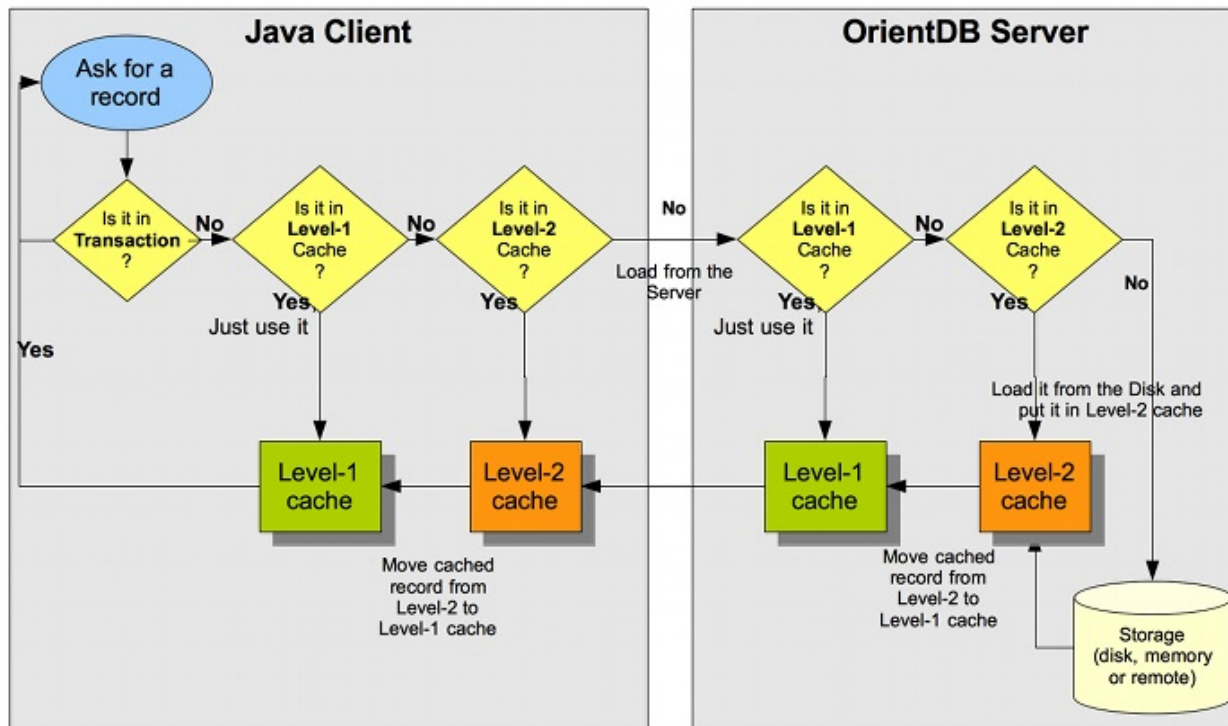 Java Client
OrientDB Server
Ask for a
record
Is it in
Transaction
?
No
Is it in
Level-1
Cache
?
No
Is it in
Level-2
Cache
?
No
Load from the
Server
Is it in
Level-1
Cache
?
No
Is it in
Level-2
Cache
?
No
Yes
Yes,
Just use it
Yes
Yes,
Just use it
Yes
Load it from the Disk and
put it in Level-2 cache
Level-1
cache
Level-2
cache
Level-1
cache
Level-2
cache
Move cached
record from
Level-2 to
Level-1 cache
Move cached
record from
Level-2 to
Level-1 cache
Storage
(disk, memory
or remote)